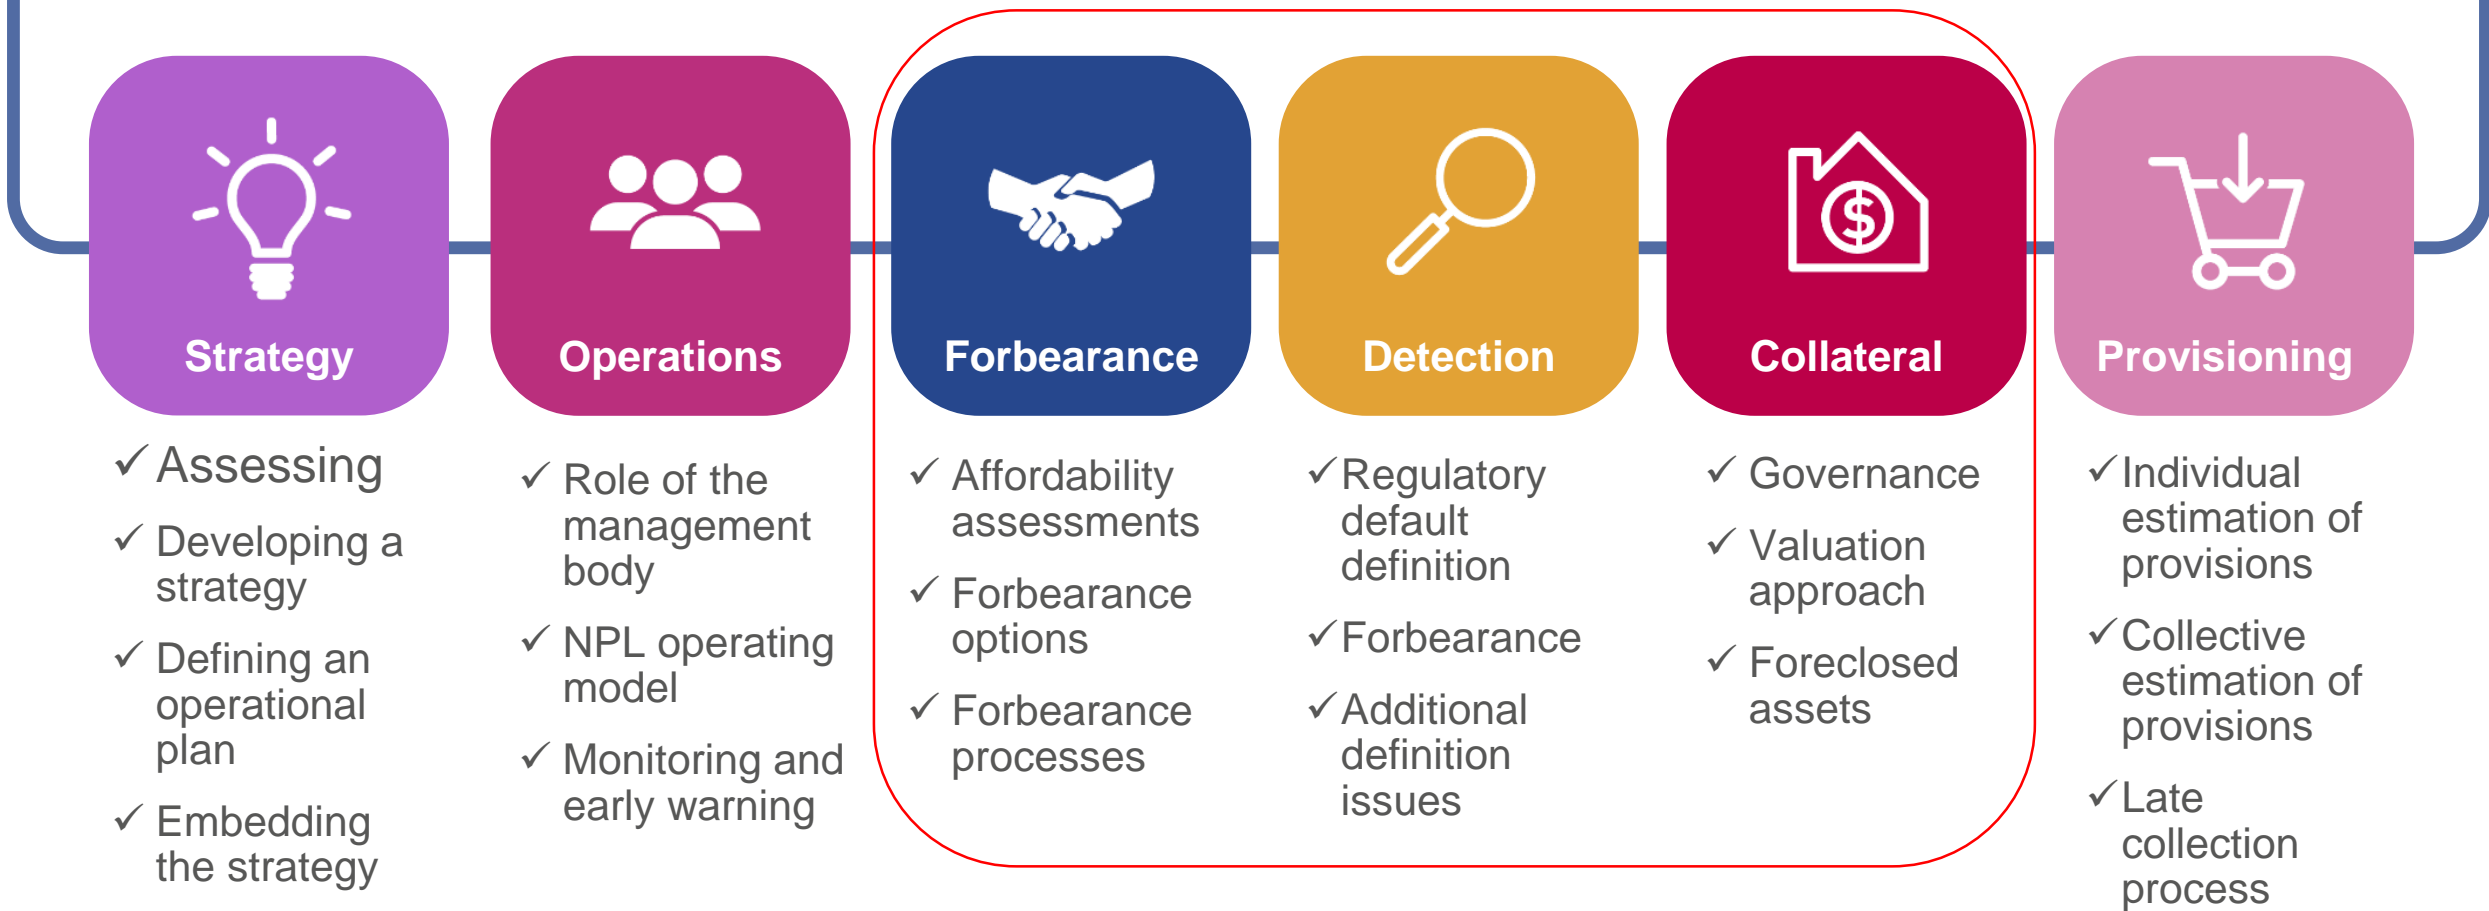 Strategy
Assessing
Developing a
strategy
Defining an
operational
plan
Embedding
the strategy
Operations
Role of the
management
body
NPL operating
model
Monitoring and
early warning
Forbearance
Affordability
assessments
Forbearance
options
Forbearance
processes
Detection
Regulatory
default
definition
Forbearance
Additional
definition
issues
Collateral
Governance
Valuation
approach
Foreclosed
assets
Provisioning
Individual
estimation of
provisions
Collective
estimation of
provisions
Late
collection
process